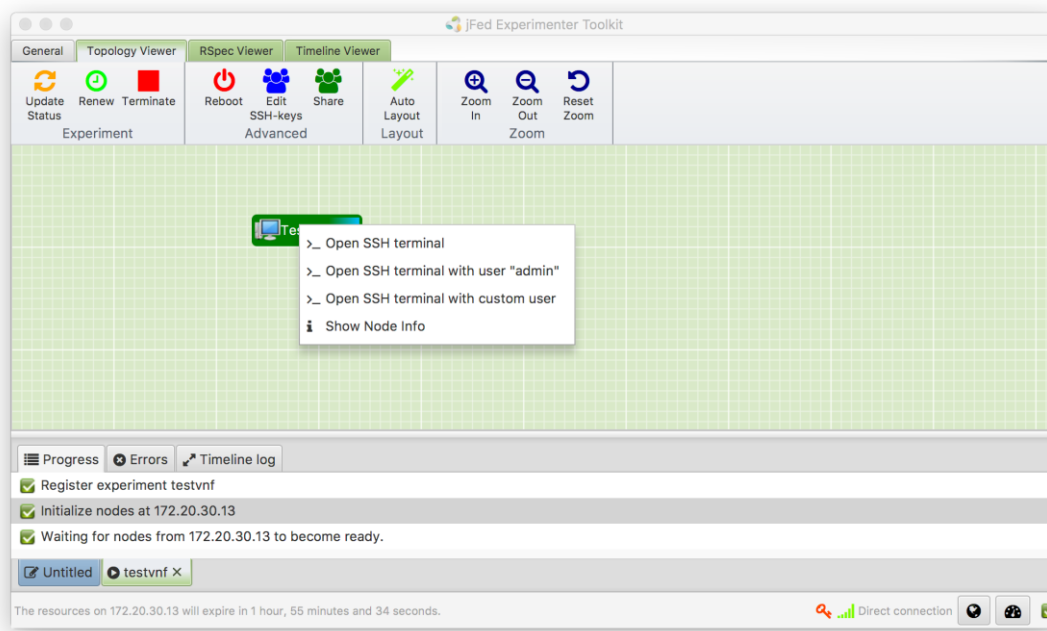 jFed Experimenter Toolkit
General Topology Viewer RSpec Viewer Timeline Viewer
Update Status Renew Terminate Reboot Edit SSH-keys Share Auto Layout Zoom In Zoom Out Reset Zoom
Experiment Advanced Layout Zoom
>_ Open SSH terminal
>_ Open SSH terminal with user "admin"
>_ Open SSH terminal with custom user
i Show Node Info
Progress Errors Timeline log
Register experiment testvnf
Initialize nodes at 172.20.30.13
Waiting for nodes from 172.20.30.13 to become ready.
Untitled testvnf ×
The resources on 172.20.30.13 will expire in 1 hour, 55 minutes and 34 seconds. Direct connection